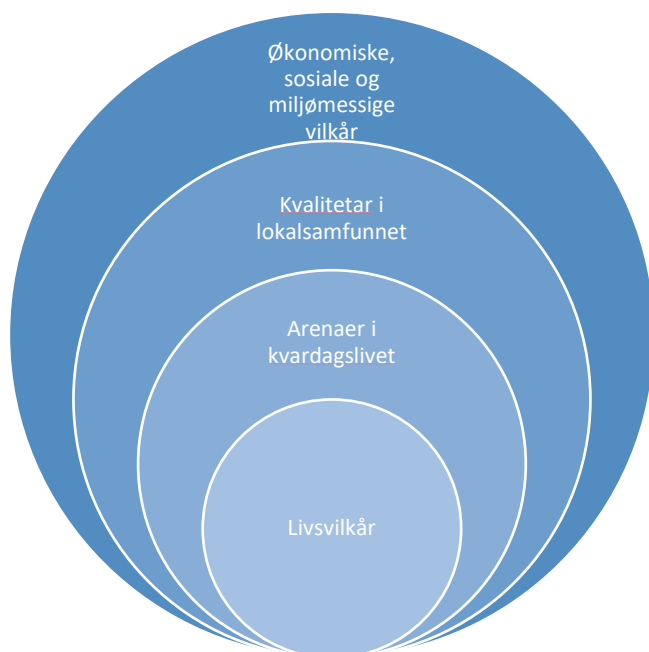 Økonomiske,
sosiale og
miljømessige
vilkår
Kvalitetar i
lokalsamfunnet
Arenaer i
kvardagslivet
Livsvilkår